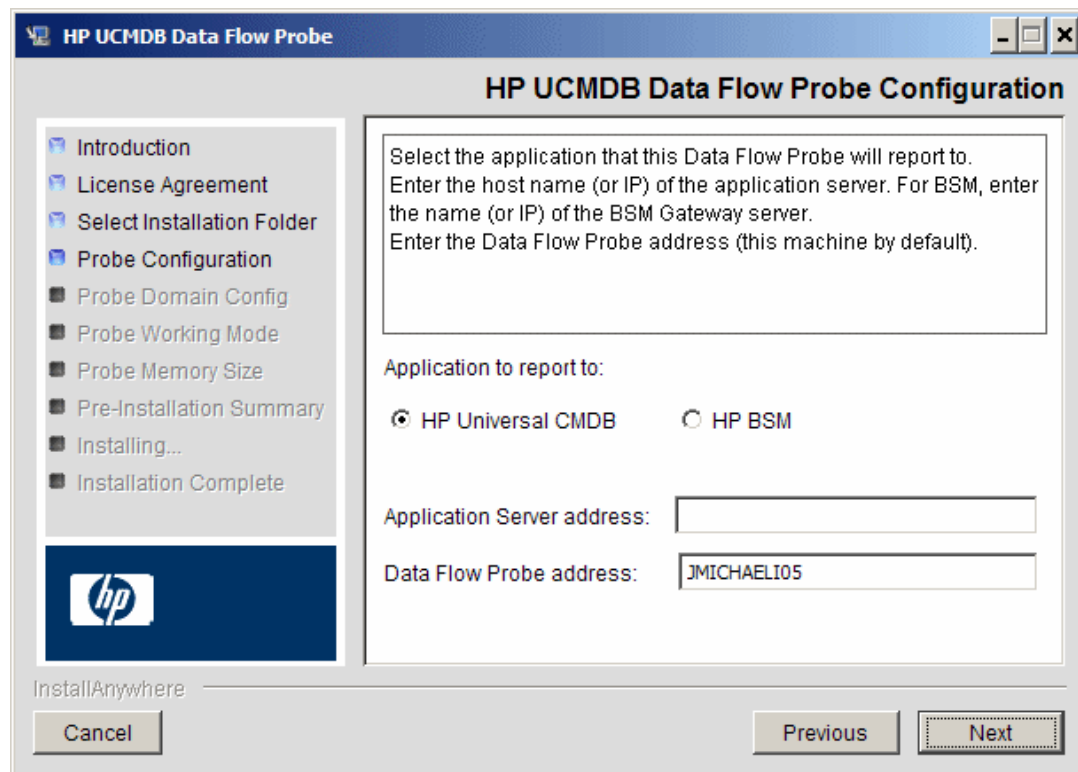 HP UCMDB Data Flow Probe
HP UCMDB Data Flow Probe Configuration
Introduction
License Agreement
Select Installation Folder
Probe Configuration
Probe Domain Config
Probe Working Mode
Probe Memory Size
Pre-Installation Summary
Installing...
Installation Complete
hp
Select the application that this Data Flow Probe will report to.
Enter the host name (or IP) of the application server. For BSM, enter
the name (or IP) of the BSM Gateway server.
Enter the Data Flow Probe address (this machine by default).
Application to report to:
HP Universal CMDB HP BSM
Application Server address:
Data Flow Probe address: JMICHAELI05
InstallAnywhere
Cancel Previous Next